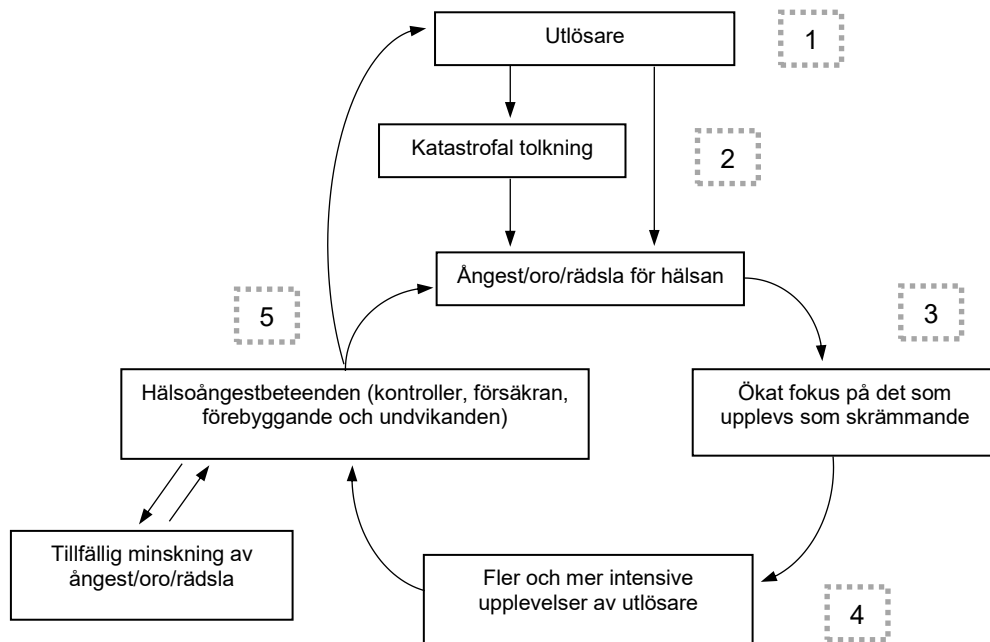 Utlösare
1
Katastrofal tolkning
2
Ångest/oro/rädsla för hälsan
5
3
Hälsoångestbeteenden (kontroller, försäkran,
förebyggande och undvikanden)
Ökat fokus på det som
upplevs som skrämmande
Tillfällig minskning av
ångest/oro/rädsla
Fler och mer intensive
upplevelser av utlösare
4